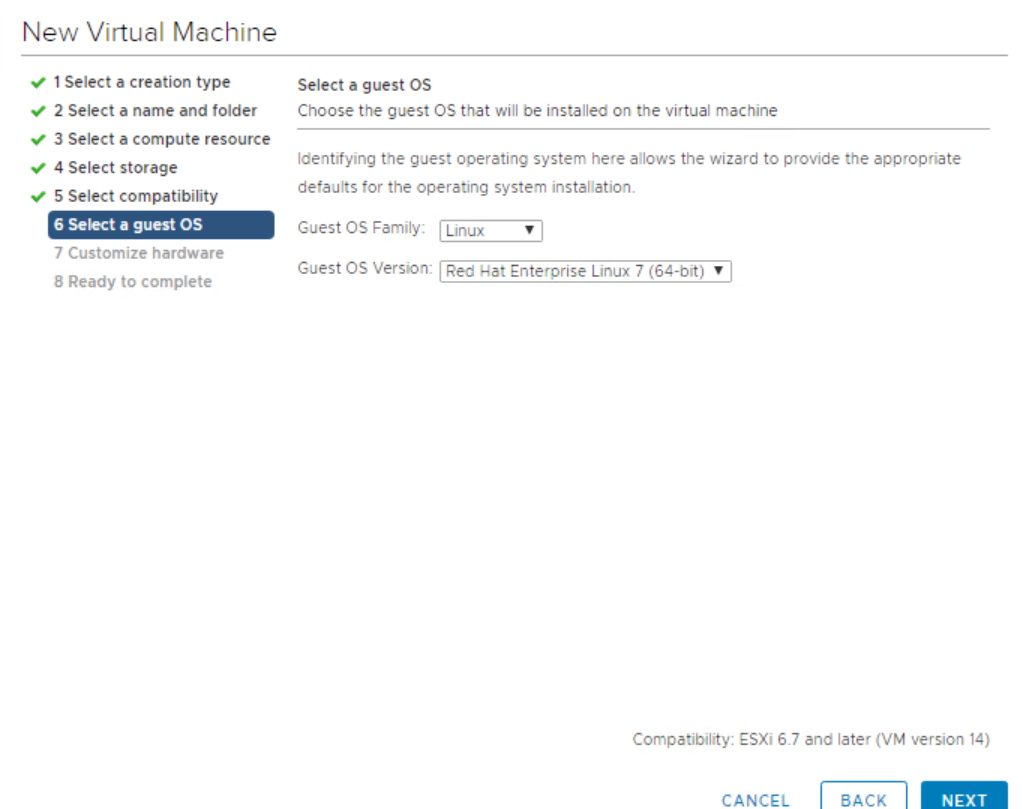 New Virtual Machine
1 Select a creation type
2 Select a name and folder
3 Select a compute resource
4 Select storage
5 Select compatibility
6 Select a guest OS
7 Customize hardware
8 Ready to complete
Select a guest OS
Choose the guest OS that will be installed on the virtual machine
Identifying the guest operating system here allows the wizard to provide the appropriate
defaults for the operating system installation.
Guest OS Family: Linux
Guest OS Version: Red Hat Enterprise Linux 7 (64-bit)
Compatibility: ESXi 6.7 and later (VM version 14)
CANCEL BACK NEXT